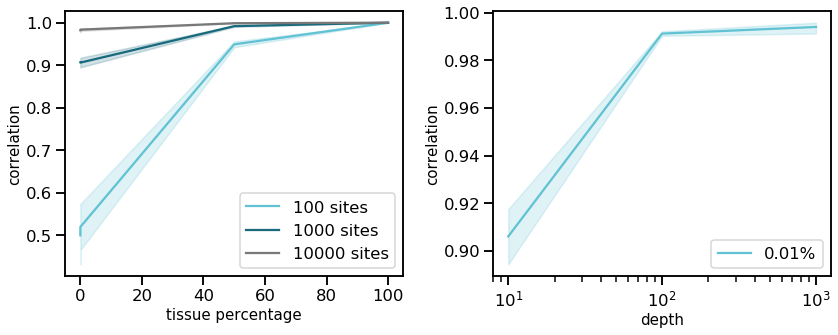 1.0
0.9
0.8
0.7
0.6
0.5
correlation
0 20 40 60 80 100
tissue percentage
100 sites
1000 sites
10000 sites
1.00
0.98
0.96
0.94
0.92
0.90
correlation
10¹ 10² 10³
depth
0.01%